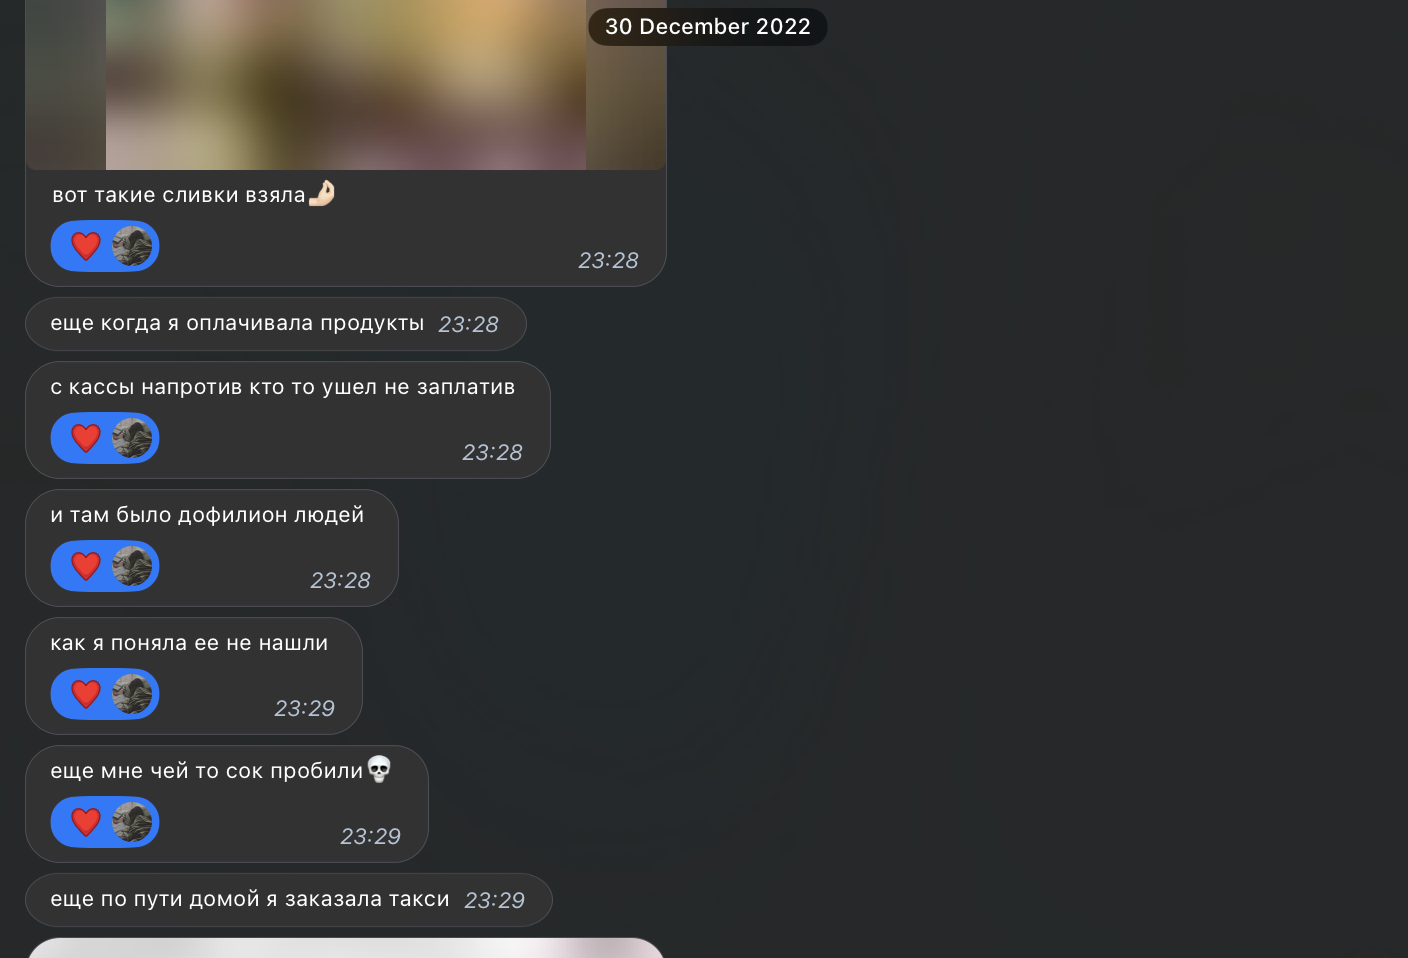 30 December 2022
вот такие сливки взяла🤌🏻
❤️
23:28
еще когда я оплачивала продукты 23:28
с кассы напротив кто то ушел не заплатив
❤️
23:28
и там было дофилион людей
❤️
23:28
как я поняла ее не нашли
❤️
23:29
еще мне чей то сок пробили💀
❤️
23:29
еще по пути домой я заказала такси 23:29